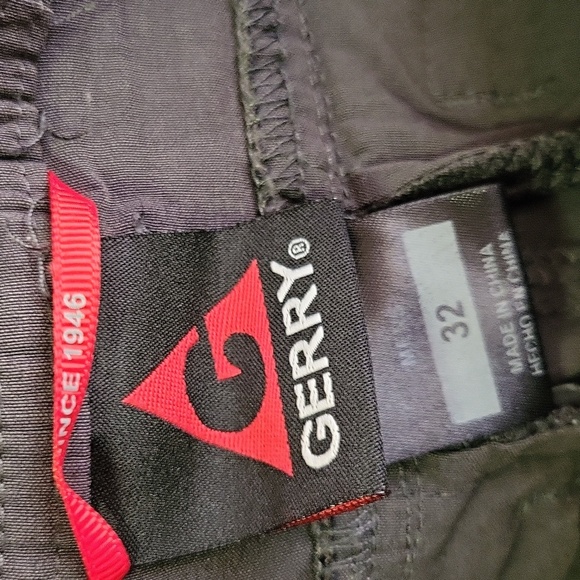 SINCE | 1946
G
GERRY®
32
MADE IN CHINA
HECHO EN CHINA